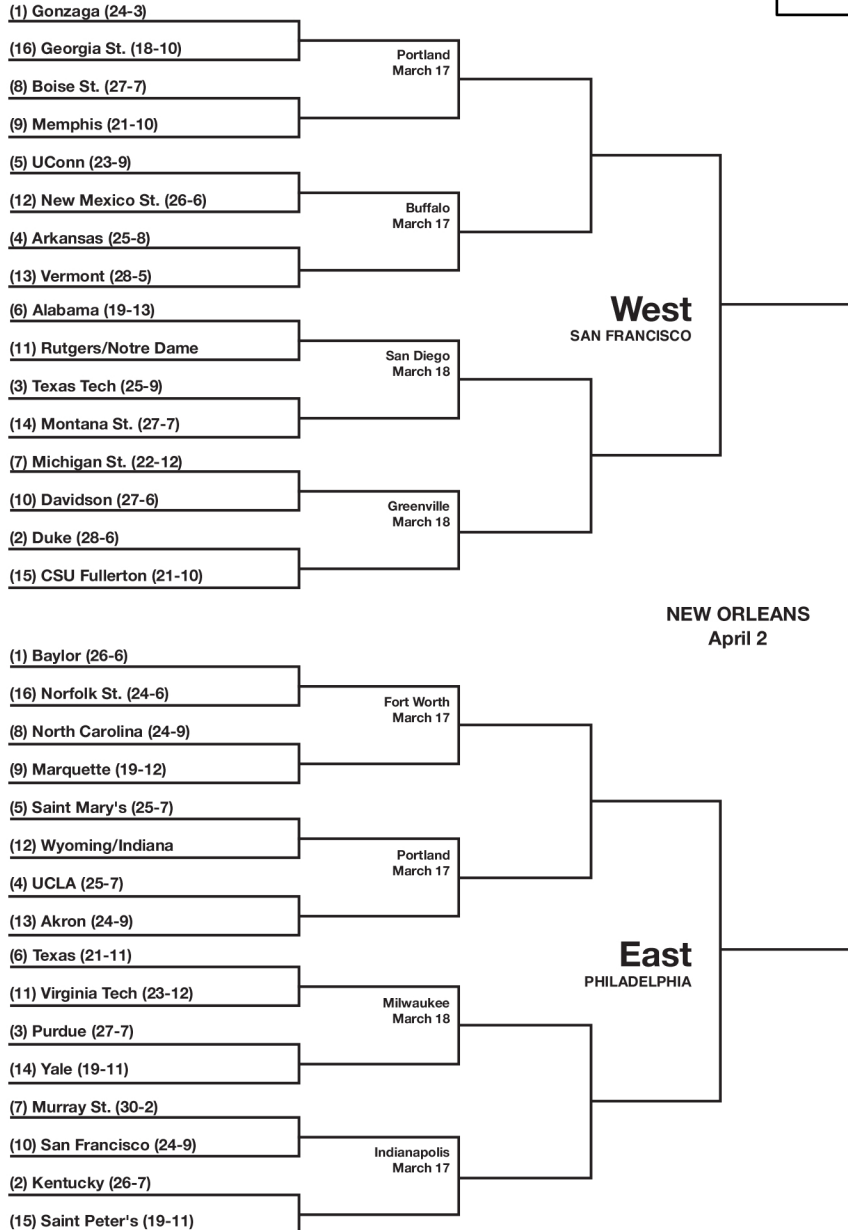 (1) Gonzaga (24-3)
(16) Georgia St. (18-10)
Portland
March 17
(8) Boise St. (27-7)
(9) Memphis (21-10)
(5) UConn (23-9)
(12) New Mexico St. (26-6)
Buffalo
March 17
(4) Arkansas (25-8)
(13) Vermont (28-5)
(6) Alabama (19-13)
West
SAN FRANCISCO
(11) Rutgers/Notre Dame
San Diego
March 18
(3) Texas Tech (25-9)
(14) Montana St. (27-7)
(7) Michigan St. (22-12)
(10) Davidson (27-6)
Greenville
March 18
(2) Duke (28-6)
(15) CSU Fullerton (21-10)
NEW ORLEANS
April 2
(1) Baylor (26-6)
(16) Norfolk St. (24-6)
Fort Worth
March 17
(8) North Carolina (24-9)
(9) Marquette (19-12)
(5) Saint Mary's (25-7)
(12) Wyoming/Indiana
Portland
March 17
(4) UCLA (25-7)
(13) Akron (24-9)
(6) Texas (21-11)
East
PHILADELPHIA
(11) Virginia Tech (23-12)
Milwaukee
March 18
(3) Purdue (27-7)
(14) Yale (19-11)
(7) Murray St. (30-2)
(10) San Francisco (24-9)
Indianapolis
March 17
(2) Kentucky (26-7)
(15) Saint Peter's (19-11)